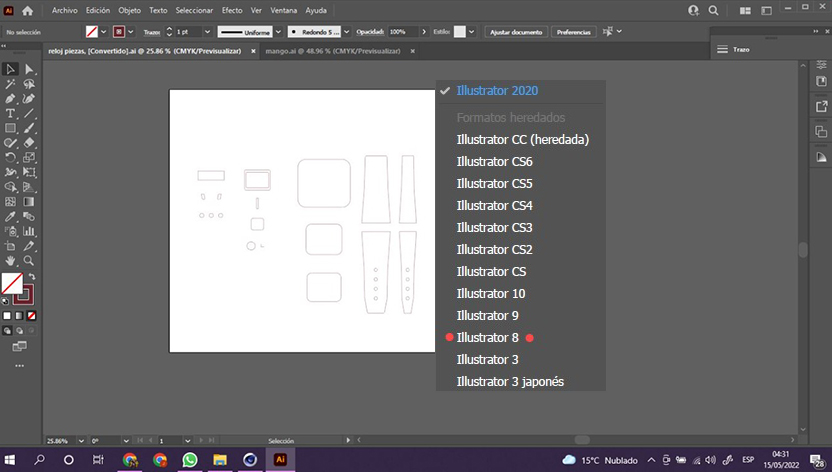 Ai Archivo Edición Objeto Texto Seleccionar Efecto Ver Ventana Ayuda
No selección Trazo: 1 pt Uniforme Redondo 5 ... Opacidad: 100% Estilo: Ajustar documento Preferencias
reloj piezas, [Convertido].ai @ 25.86 % (CMYK/Previsualizar) × mango.ai @ 48.96 % (CMYK/Previsualizar) ×
Trazo
Illustrator 2020
Formatos heredados
Illustrator CC (heredada)
Illustrator CS6
Illustrator CS5
Illustrator CS4
Illustrator CS3
Illustrator CS2
Illustrator CS
Illustrator 10
Illustrator 9
Illustrator 8
Illustrator 3
Illustrator 3 japonés
25.86% 0° 1 Selección
Ai 15°C Nublado ESP 04:31
15/05/2022 28